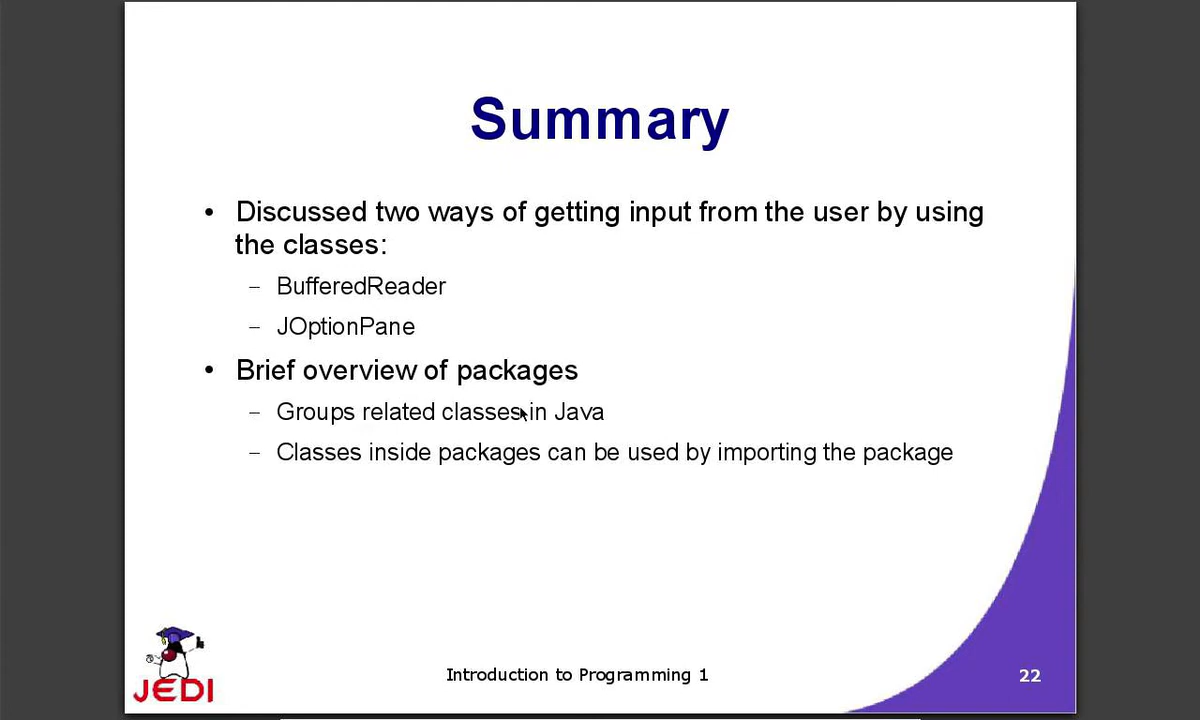 Summary
• Discussed two ways of getting input from the user by using
the classes:
– BufferedReader
– JOptionPane
• Brief overview of packages
– Groups related classes in Java
– Classes inside packages can be used by importing the package
JEDI
Introduction to Programming 1
22